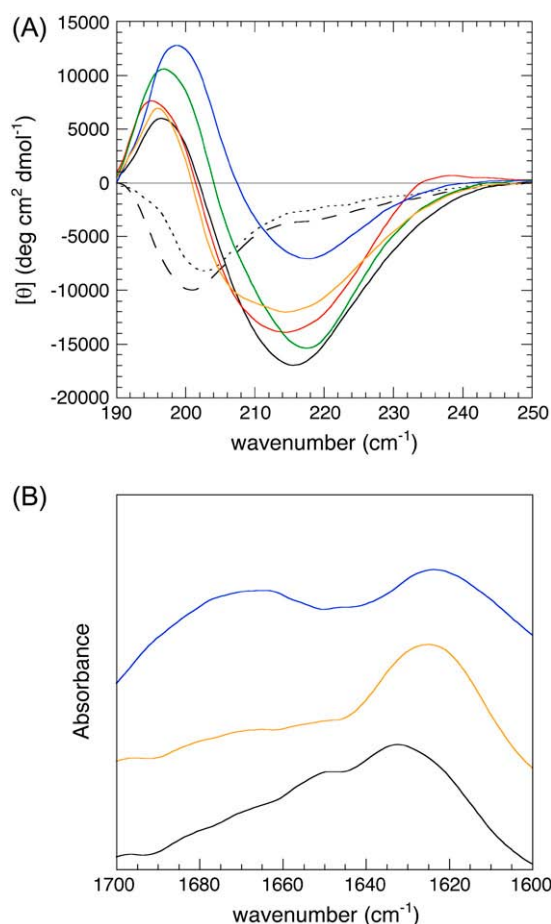 (A)
15000
10000
5000
0
-5000
-10000
-15000
-20000
[θ] (deg cm² dmol⁻¹)
190 200 210 220 230 240 250
wavenumber (cm⁻¹)
(B)
Absorbance
1700 1680 1660 1640 1620 1600
wavenumber (cm⁻¹)